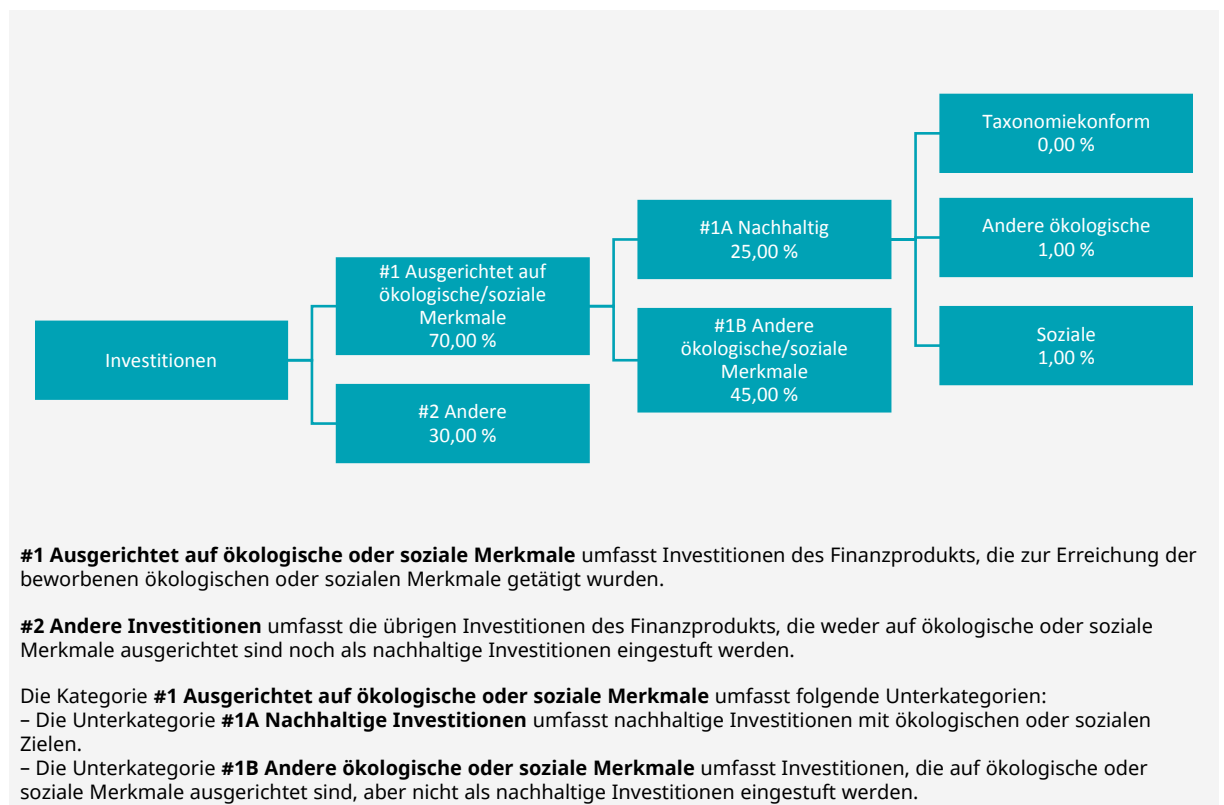 Investitionen
#1 Ausgerichtet auf
ökologische/soziale
Merkmale
70,00 %
#2 Andere
30,00 %
#1A Nachhaltig
25,00 %
#1B Andere
ökologische/soziale
Merkmale
45,00 %
Taxonomiekonform
0,00 %
Andere ökologische
1,00 %
Soziale
1,00 %
#1 Ausgerichtet auf ökologische oder soziale Merkmale umfasst Investitionen des Finanzprodukts, die zur Erreichung der
beworbenen ökologischen oder sozialen Merkmale getätigt wurden.
#2 Andere Investitionen umfasst die übrigen Investitionen des Finanzprodukts, die weder auf ökologische oder soziale
Merkmale ausgerichtet sind noch als nachhaltige Investitionen eingestuft werden.
Die Kategorie #1 Ausgerichtet auf ökologische oder soziale Merkmale umfasst folgende Unterkategorien:
– Die Unterkategorie #1A Nachhaltige Investitionen umfasst nachhaltige Investitionen mit ökologischen oder sozialen
Zielen.
– Die Unterkategorie #1B Andere ökologische oder soziale Merkmale umfasst Investitionen, die auf ökologische oder
soziale Merkmale ausgerichtet sind, aber nicht als nachhaltige Investitionen eingestuft werden.